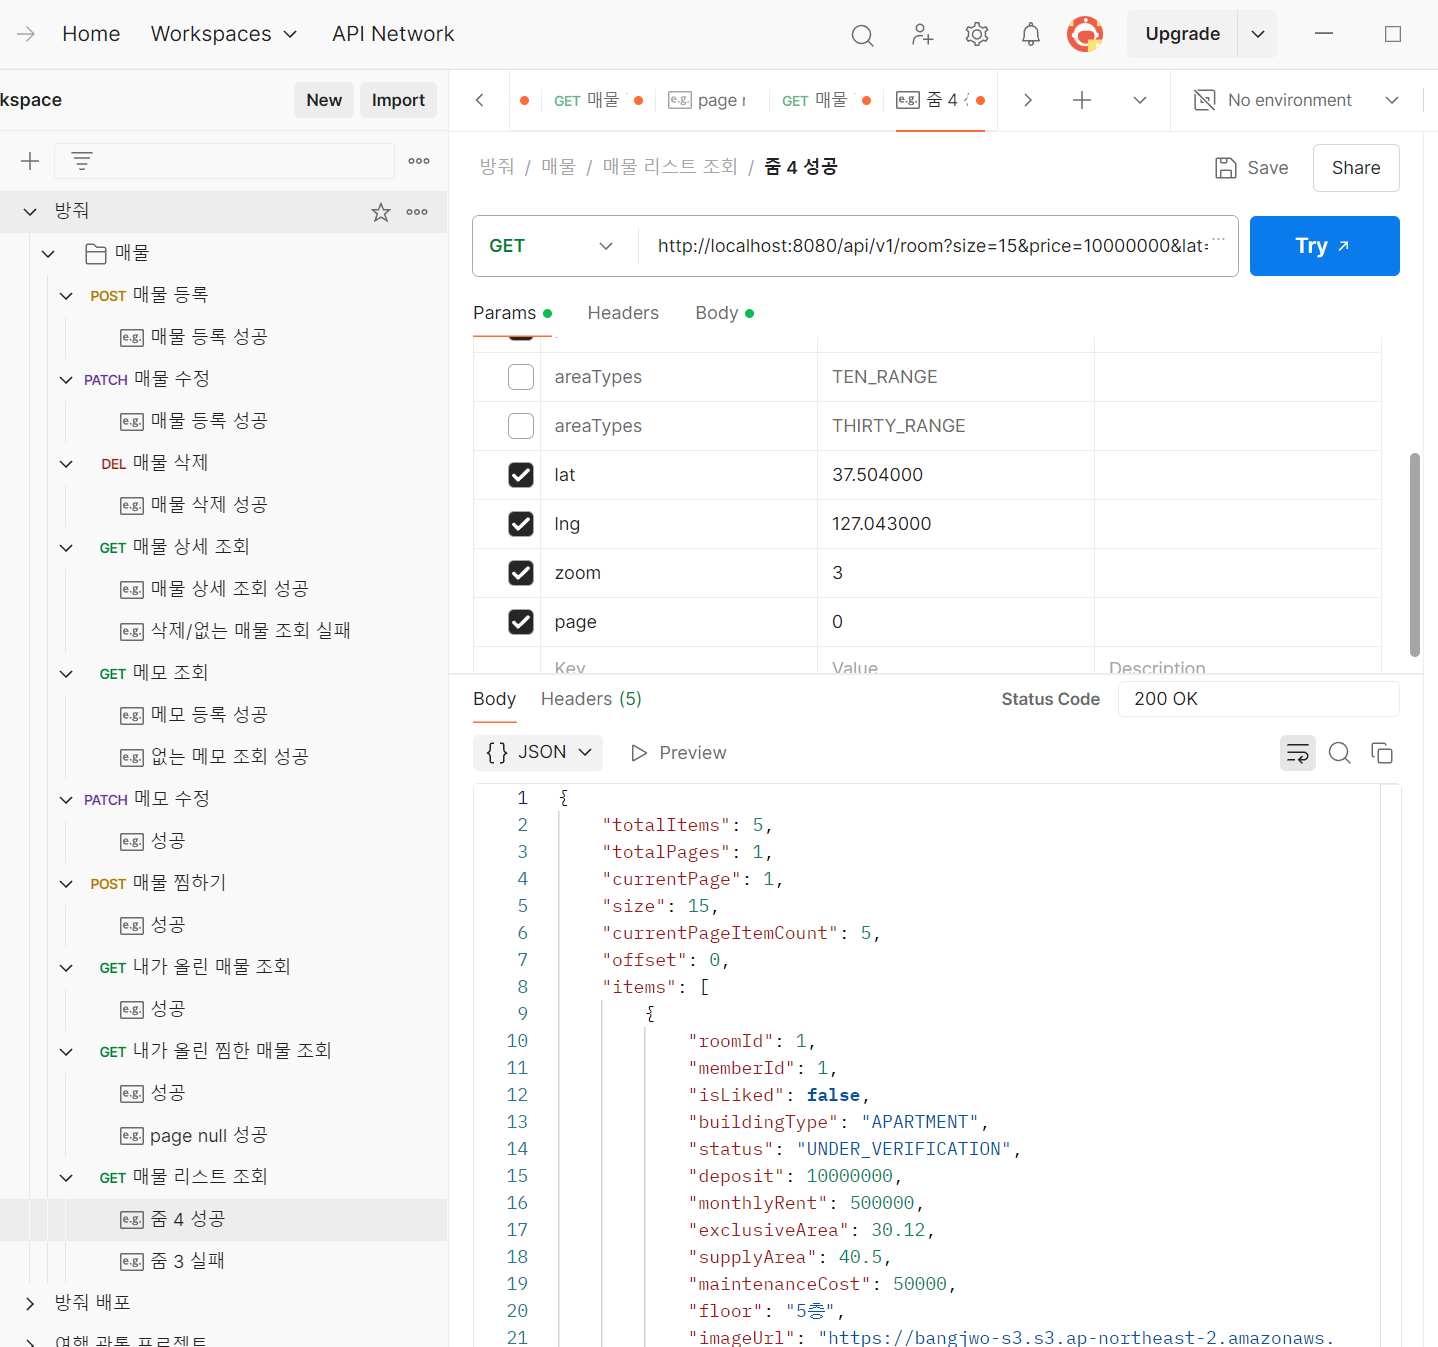 Home Workspaces API Network Upgrade
kspace New Import GET 매물 e.g. page r GET 매물 e.g. 줌 4 No environment
방줘 / 매물 / 매물 리스트 조회 / 줌 4 성공 Save Share
방줘
GET http://localhost:8080/api/v1/room?size=15&price=10000000&lat= ... Try
매물
POST 매물 등록
e.g. 매물 등록 성공
PATCH 매물 수정
e.g. 매물 등록 성공
DEL 매물 삭제
e.g. 매물 삭제 성공
GET 매물 상세 조회
e.g. 매물 상세 조회 성공
e.g. 삭제/없는 매물 조회 실패
GET 메모 조회
e.g. 메모 등록 성공
e.g. 없는 메모 조회 성공
PATCH 메모 수정
e.g. 성공
POST 매물 찜하기
e.g. 성공
GET 내가 올린 매물 조회
e.g. 성공
GET 내가 올린 찜한 매물 조회
e.g. 성공
e.g. page null 성공
GET 매물 리스트 조회
e.g. 줌 4 성공
e.g. 줌 3 실패
방줘 배포
여행 관통 프로젝트
Params Headers Body
areaTypes TEN_RANGE
areaTypes THIRTY_RANGE
lat 37.504000
lng 127.043000
zoom 3
page 0
Key Value Description
Body Headers (5) Status Code 200 OK
{} JSON Preview
1 {
2 "totalItems": 5,
3 "totalPages": 1,
4 "currentPage": 1,
5 "size": 15,
6 "currentPageItemCount": 5,
7 "offset": 0,
8 "items": [
9 {
10 "roomId": 1,
11 "memberId": 1,
12 "isLiked": false,
13 "buildingType": "APARTMENT",
14 "status": "UNDER_VERIFICATION",
15 "deposit": 10000000,
16 "monthlyRent": 500000,
17 "exclusiveArea": 30.12,
18 "supplyArea": 40.5,
19 "maintenanceCost": 50000,
20 "floor": "5층",
21 "imageUrl": "https://bangjwo-s3.s3.ap-northeast-2.amazonaws.